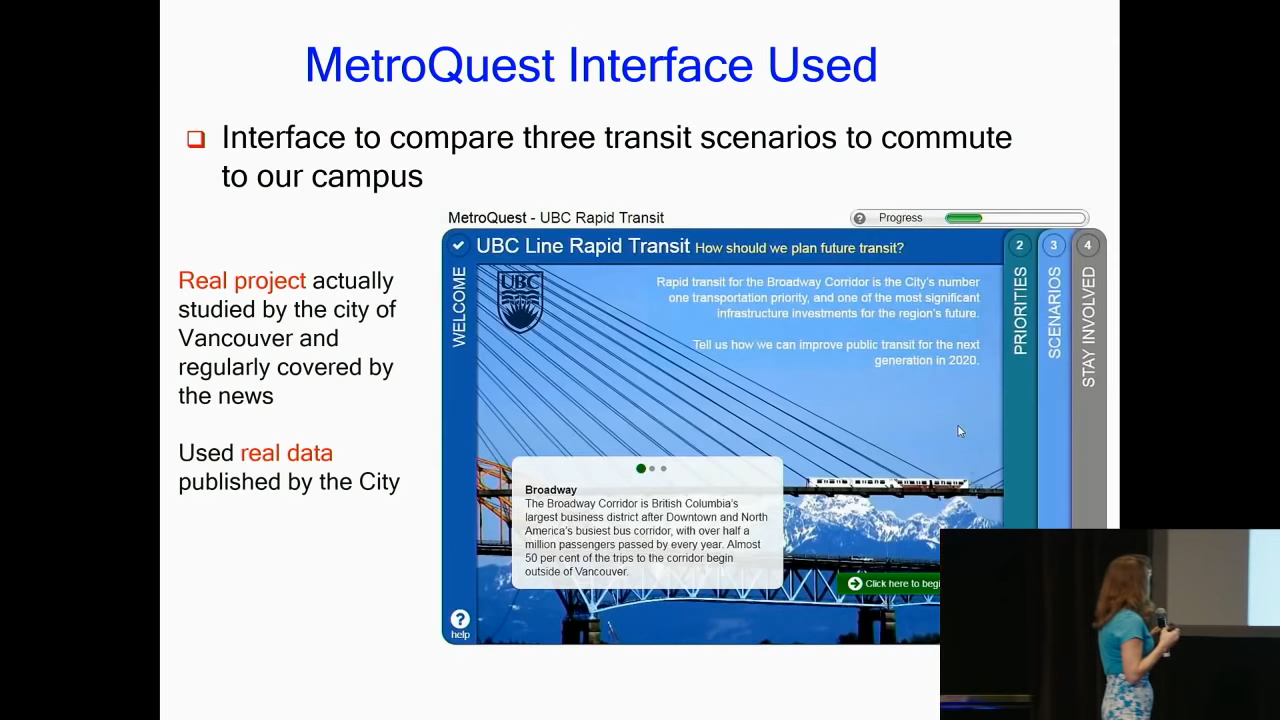 MetroQuest Interface Used
Interface to compare three transit scenarios to commute
to our campus
MetroQuest - UBC Rapid Transit
? Progress
UBC Line Rapid Transit How should we plan future transit?
2
3
4
WELCOME
UBC
Rapid transit for the Broadway Corridor is the City's number
one transportation priority, and one of the most significant
infrastructure investments for the region's future.
Tell us how we can improve public transit for the next
generation in 2020.
PRIORITIES
SCENARIOS
STAY INVOLVED
Real project actually
studied by the city of
Vancouver and
regularly covered by
the news
Used real data
published by the City
Broadway
The Broadway Corridor is British Columbia's
largest business district after Downtown and North
America's busiest bus corridor, with over half a
million passengers passed by every year. Almost
50 per cent of the trips to the corridor begin
outside of Vancouver.
Click here to begi
?
help